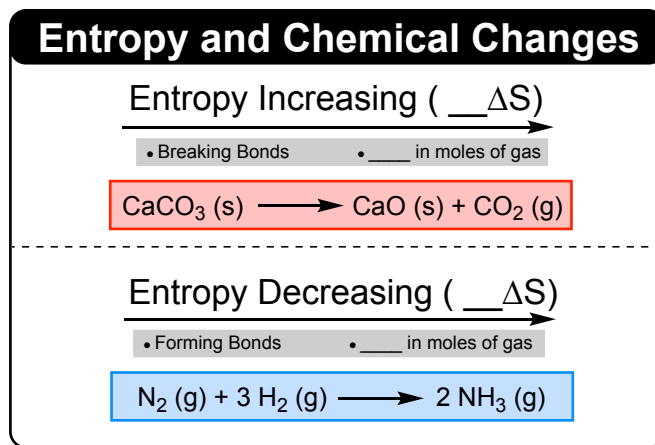 Entropy and Chemical Changes
Entropy Increasing ( __ΔS)
• Breaking Bonds • ____ in moles of gas
CaCO₃ (s) ⟶ CaO (s) + CO₂ (g)
Entropy Decreasing ( __ΔS)
• Forming Bonds • ____ in moles of gas
N₂ (g) + 3 H₂ (g) ⟶ 2 NH₃ (g)